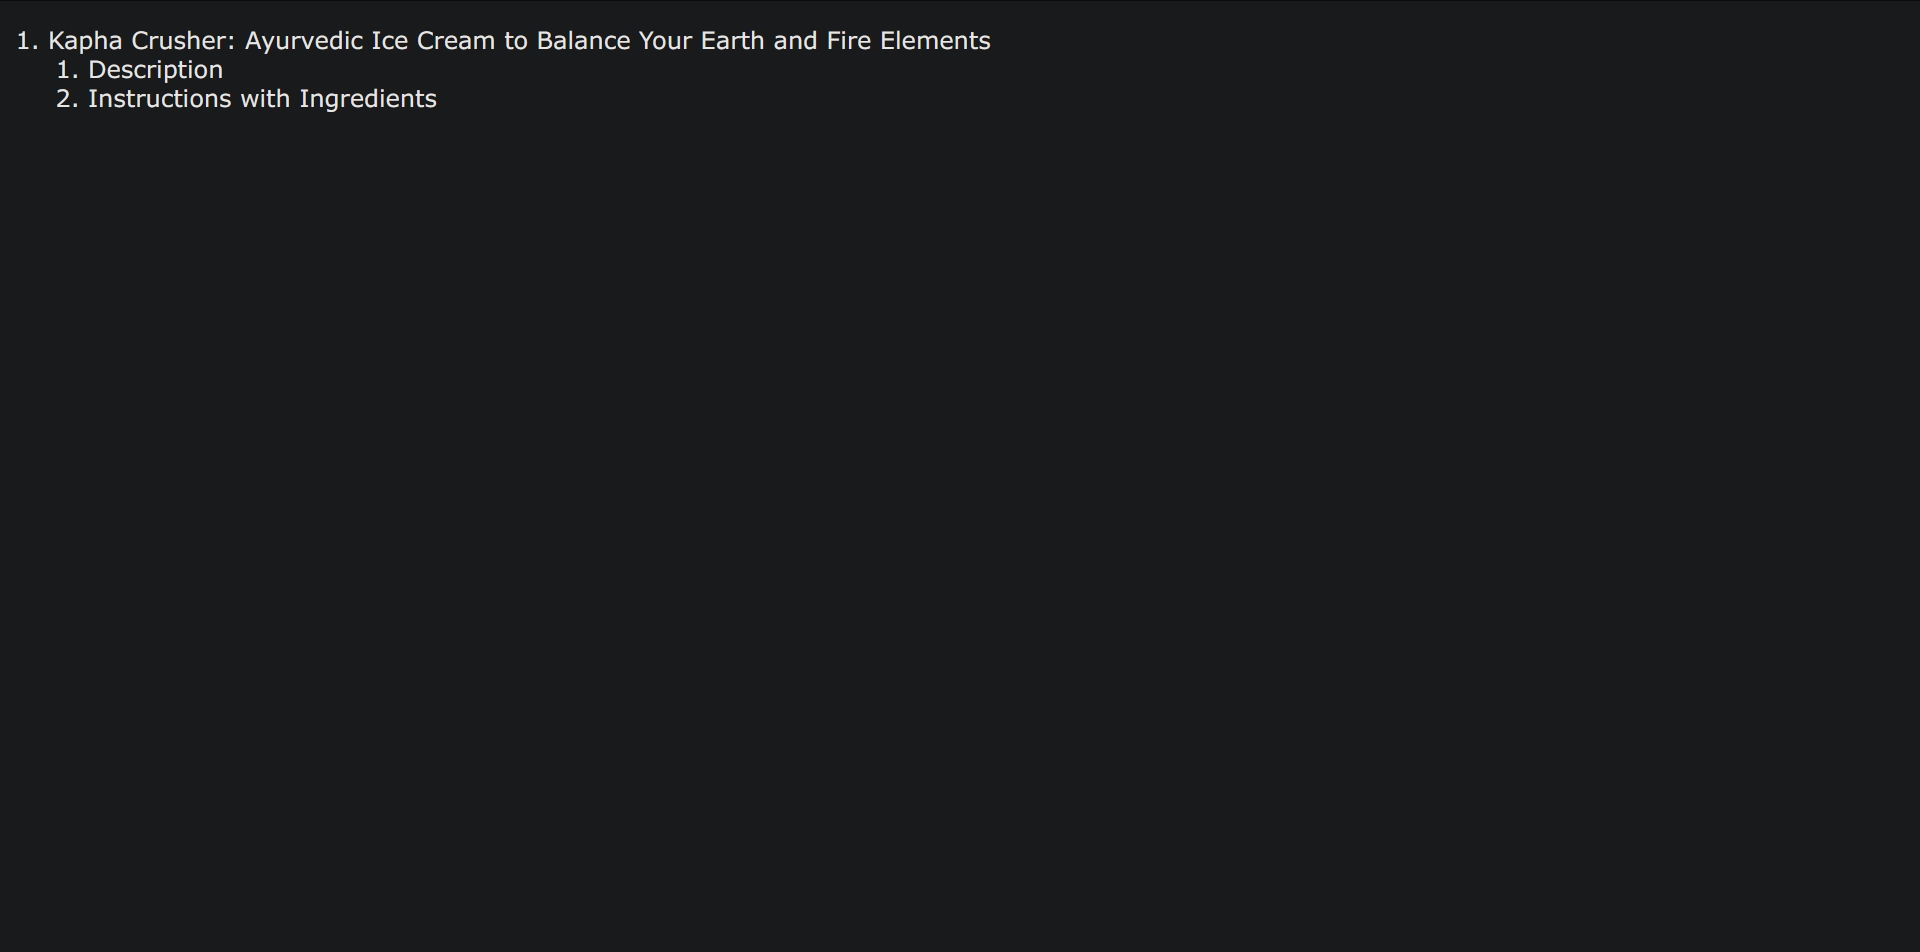 1. Kapha Crusher: Ayurvedic Ice Cream to Balance Your Earth and Fire Elements
1. Description
2. Instructions with Ingredients